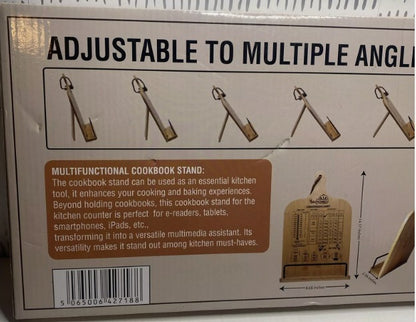 ADJUSTABLE TO MULTIPLE ANGL
MULTIFUNCTIONAL COOKBOOK STAND:
The cookbook stand can be used as an essential kitchen
tool, it enhances your cooking and baking experiences.
Beyond holding cookbooks, this cookbook stand for the
kitchen counter is perfect for e-readers, tablets,
smartphones, iPads, etc.,
transforming it into a versatile multimedia assistant. Its
versatility makes it stand out among kitchen must-haves.
5 065006 427188